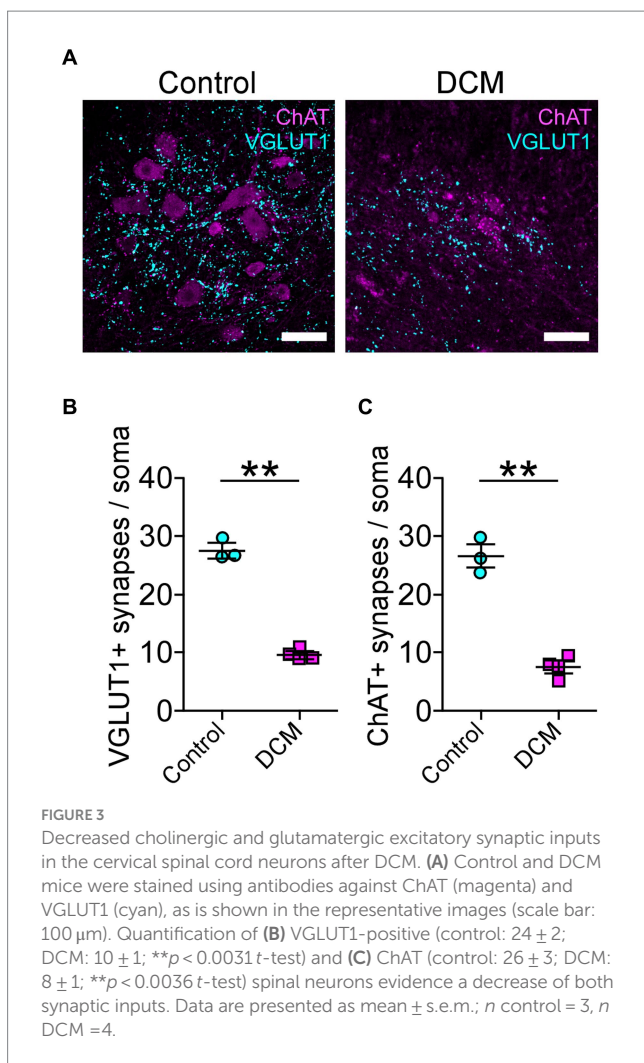 A
Control
DCM
ChAT
VGLUT1
ChAT
VGLUT1
B
VGLUT1+ synapses / soma
40
30
20
10
0
**
Control
DCM
C
ChAT+ synapses / soma
40
30
20
10
0
**
Control
DCM
FIGURE 3
Decreased cholinergic and glutamatergic excitatory synaptic inputs
in the cervical spinal cord neurons after DCM. (A) Control and DCM
mice were stained using antibodies against ChAT (magenta) and
VGLUT1 (cyan), as is shown in the representative images (scale bar:
100 μm). Quantification of (B) VGLUT1-positive (control: 24 ± 2;
DCM: 10 ± 1; **p < 0.0031 t-test) and (C) ChAT (control: 26 ± 3; DCM:
8 ± 1; **p < 0.0036 t-test) spinal neurons evidence a decrease of both
synaptic inputs. Data are presented as mean ± s.e.m.; n control = 3, n
DCM =4.